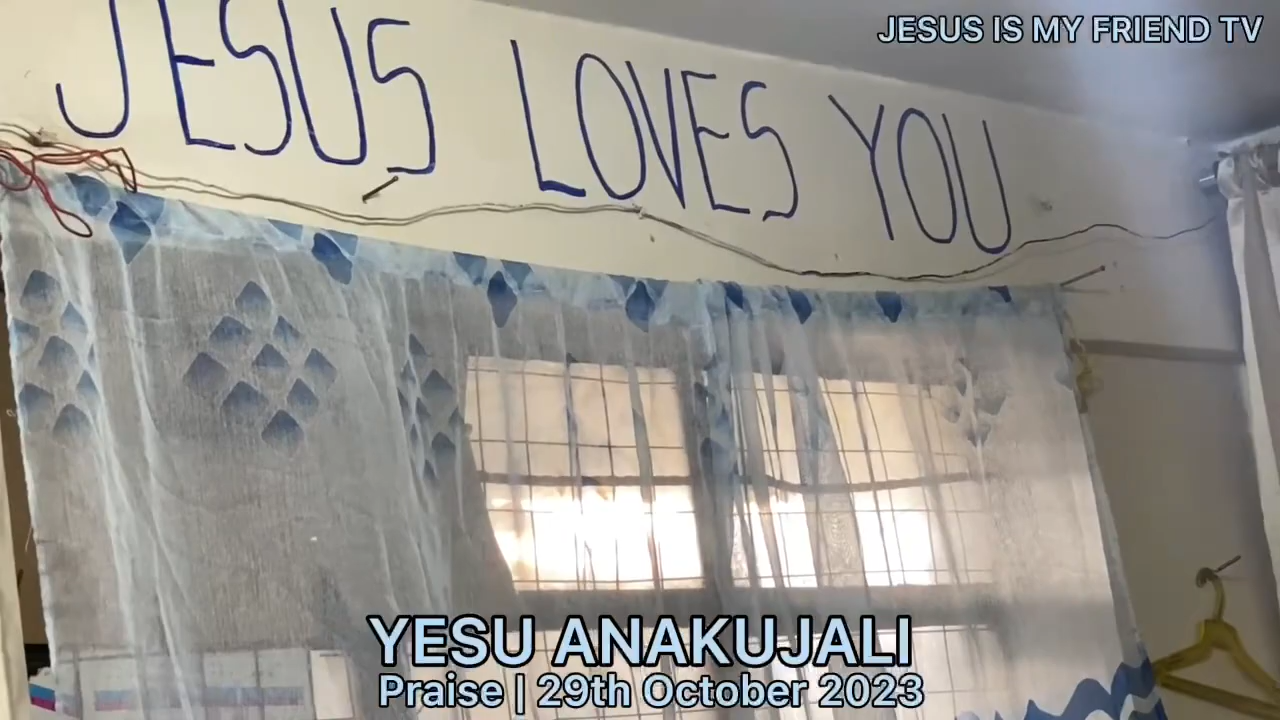 JESUS IS MY FRIEND TV
JESUS LOVES YOU
YESU ANAKUJALI
Praise | 29th October 2023